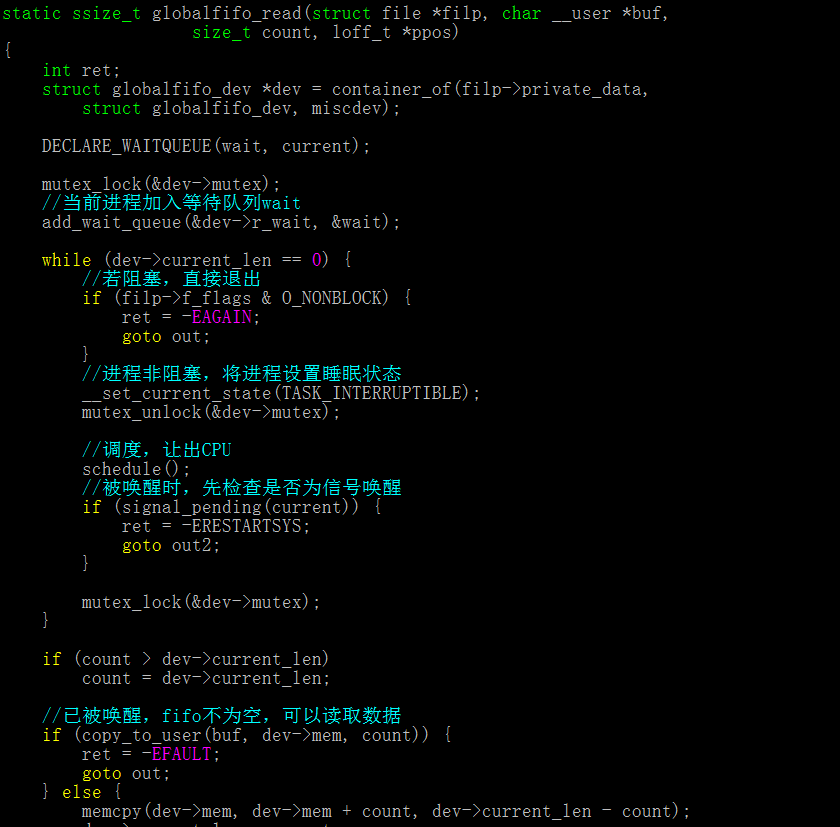 static ssize_t globalfifo_read(struct file *filp, char __user *buf,
                   size_t count, loff_t *ppos)
{
    int ret;
    struct globalfifo_dev *dev = container_of(filp->private_data,
        struct globalfifo_dev, miscdev);

    DECLARE_WAITQUEUE(wait, current);

    mutex_lock(&dev->mutex);
    //当前进程加入等待队列wait
    add_wait_queue(&dev->r_wait, &wait);

    while (dev->current_len == 0) {
        //若阻塞，直接退出
        if (filp->f_flags & O_NONBLOCK) {
            ret = -EAGAIN;
            goto out;
        }
        //进程非阻塞，将进程设置睡眠状态
        __set_current_state(TASK_INTERRUPTIBLE);
        mutex_unlock(&dev->mutex);

        //调度，让出CPU
        schedule();
        //被唤醒时，先检查是否为信号唤醒
        if (signal_pending(current)) {
            ret = -ERESTARTSYS;
            goto out2;
        }

        mutex_lock(&dev->mutex);
    }

    if (count > dev->current_len)
        count = dev->current_len;

    //已被唤醒，fifo不为空，可以读取数据
    if (copy_to_user(buf, dev->mem, count)) {
        ret = -EFAULT;
        goto out;
    } else {
        memcpy(dev->mem, dev->mem + count, dev->current_len - count);